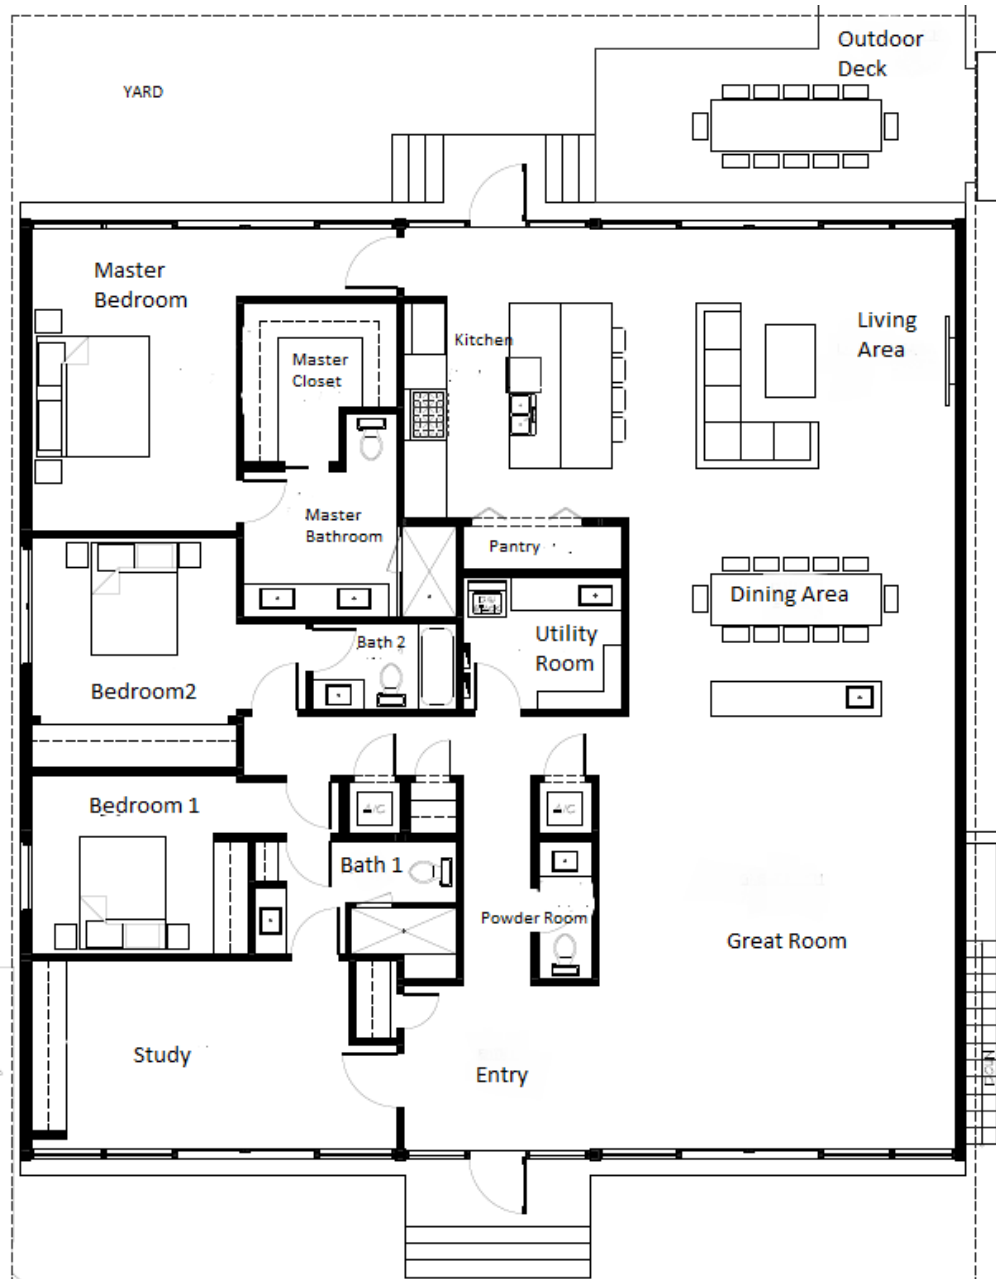 Outdoor
Deck
YARD
Master
Bedroom
Living
Area
Kitchen
Master
Closet
Master
Bathroom
Pantry
Dining Area
Utility
Room
Bath 2
Bedroom2
Bedroom 1
A/C
A/C
Bath 1
Powder Room
Great Room
Study
Entry